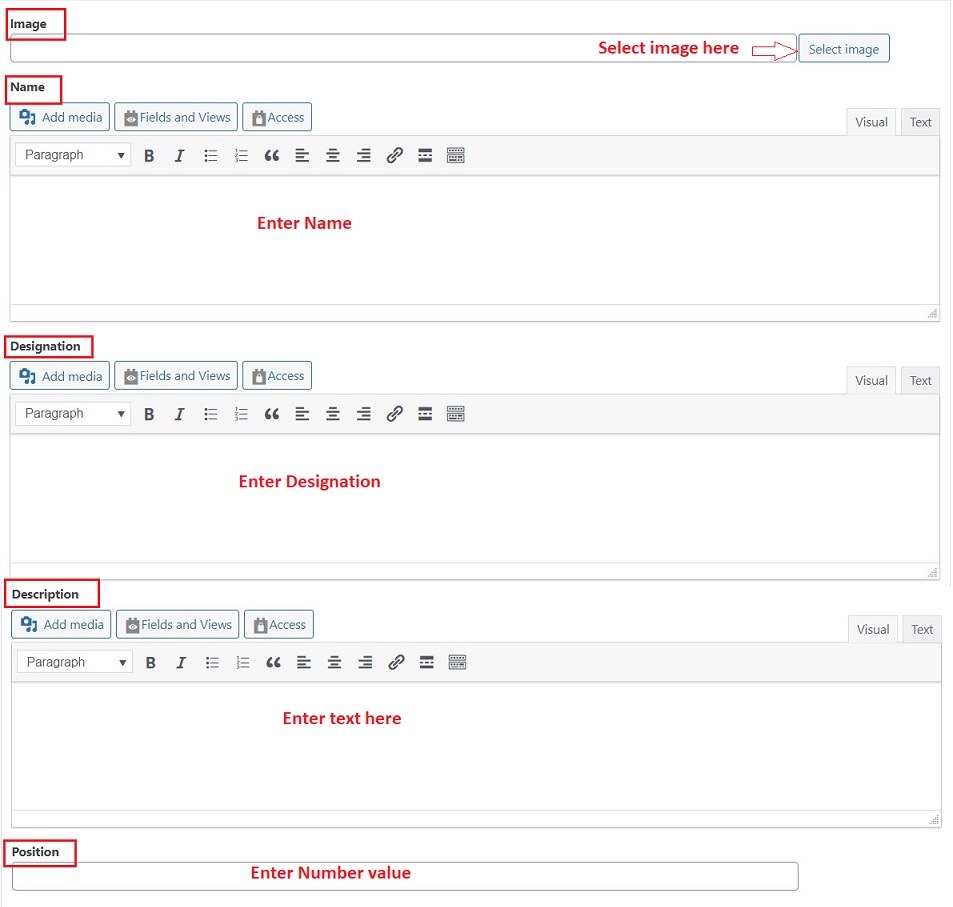 Image
Select image here Select image
Name
Add media Fields and Views Access Visual Text
Paragraph B I
Enter Name
Designation
Add media Fields and Views Access Visual Text
Paragraph B I
Enter Designation
Description
Add media Fields and Views Access Visual Text
Paragraph B I
Enter text here
Position
Enter Number value